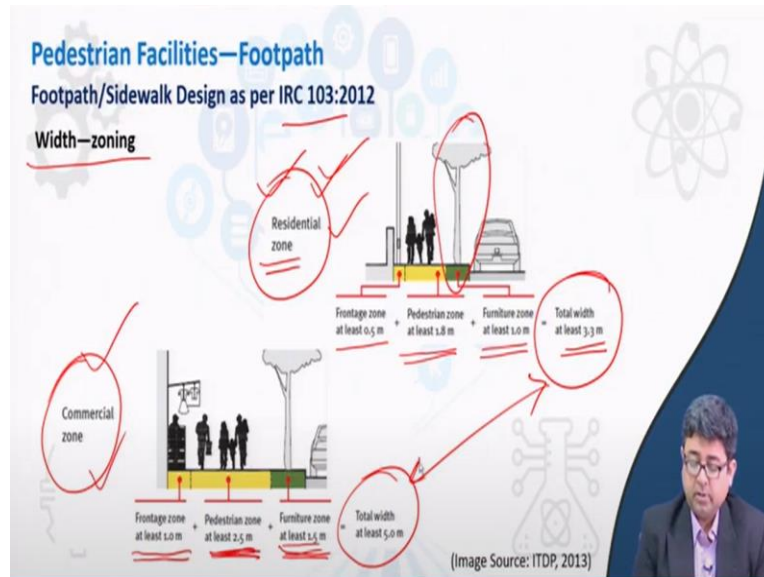 Pedestrian Facilities—Footpath
Footpath/Sidewalk Design as per IRC 103:2012
Width—zoning
Residential
zone
Frontage zone
at least 0.5 m
+
Pedestrian zone
at least 1.8 m
+
Furniture zone
at least 1.0 m
=
Total width
at least 3.3 m
Commercial
zone
Frontage zone
at least 1.0 m
+
Pedestrian zone
at least 2.5 m
+
Furniture zone
at least 1.5 m
=
Total width
at least 5.0 m
(Image Source: ITDP, 2013)